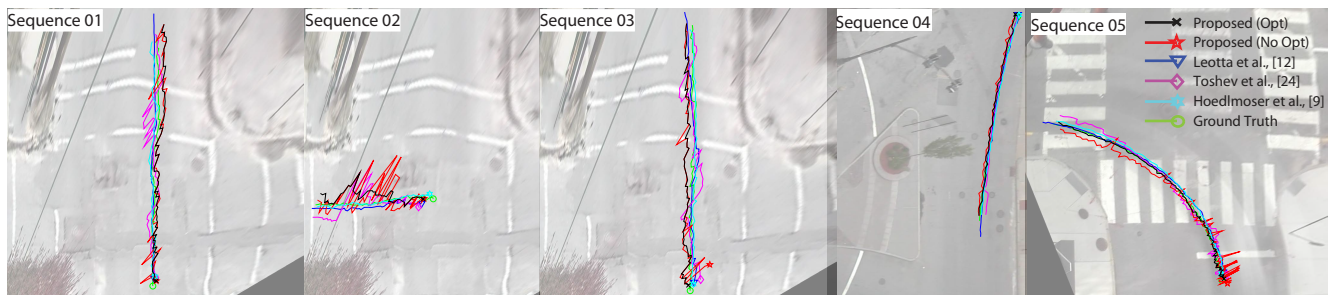 Sequence 01
Sequence 02
Sequence 03
Sequence 04
Sequence 05
Proposed (Opt)
Proposed (No Opt)
Leotta et al., [12]
Toshev et al., [24]
Hoedlmoser et al., [9]
Ground Truth